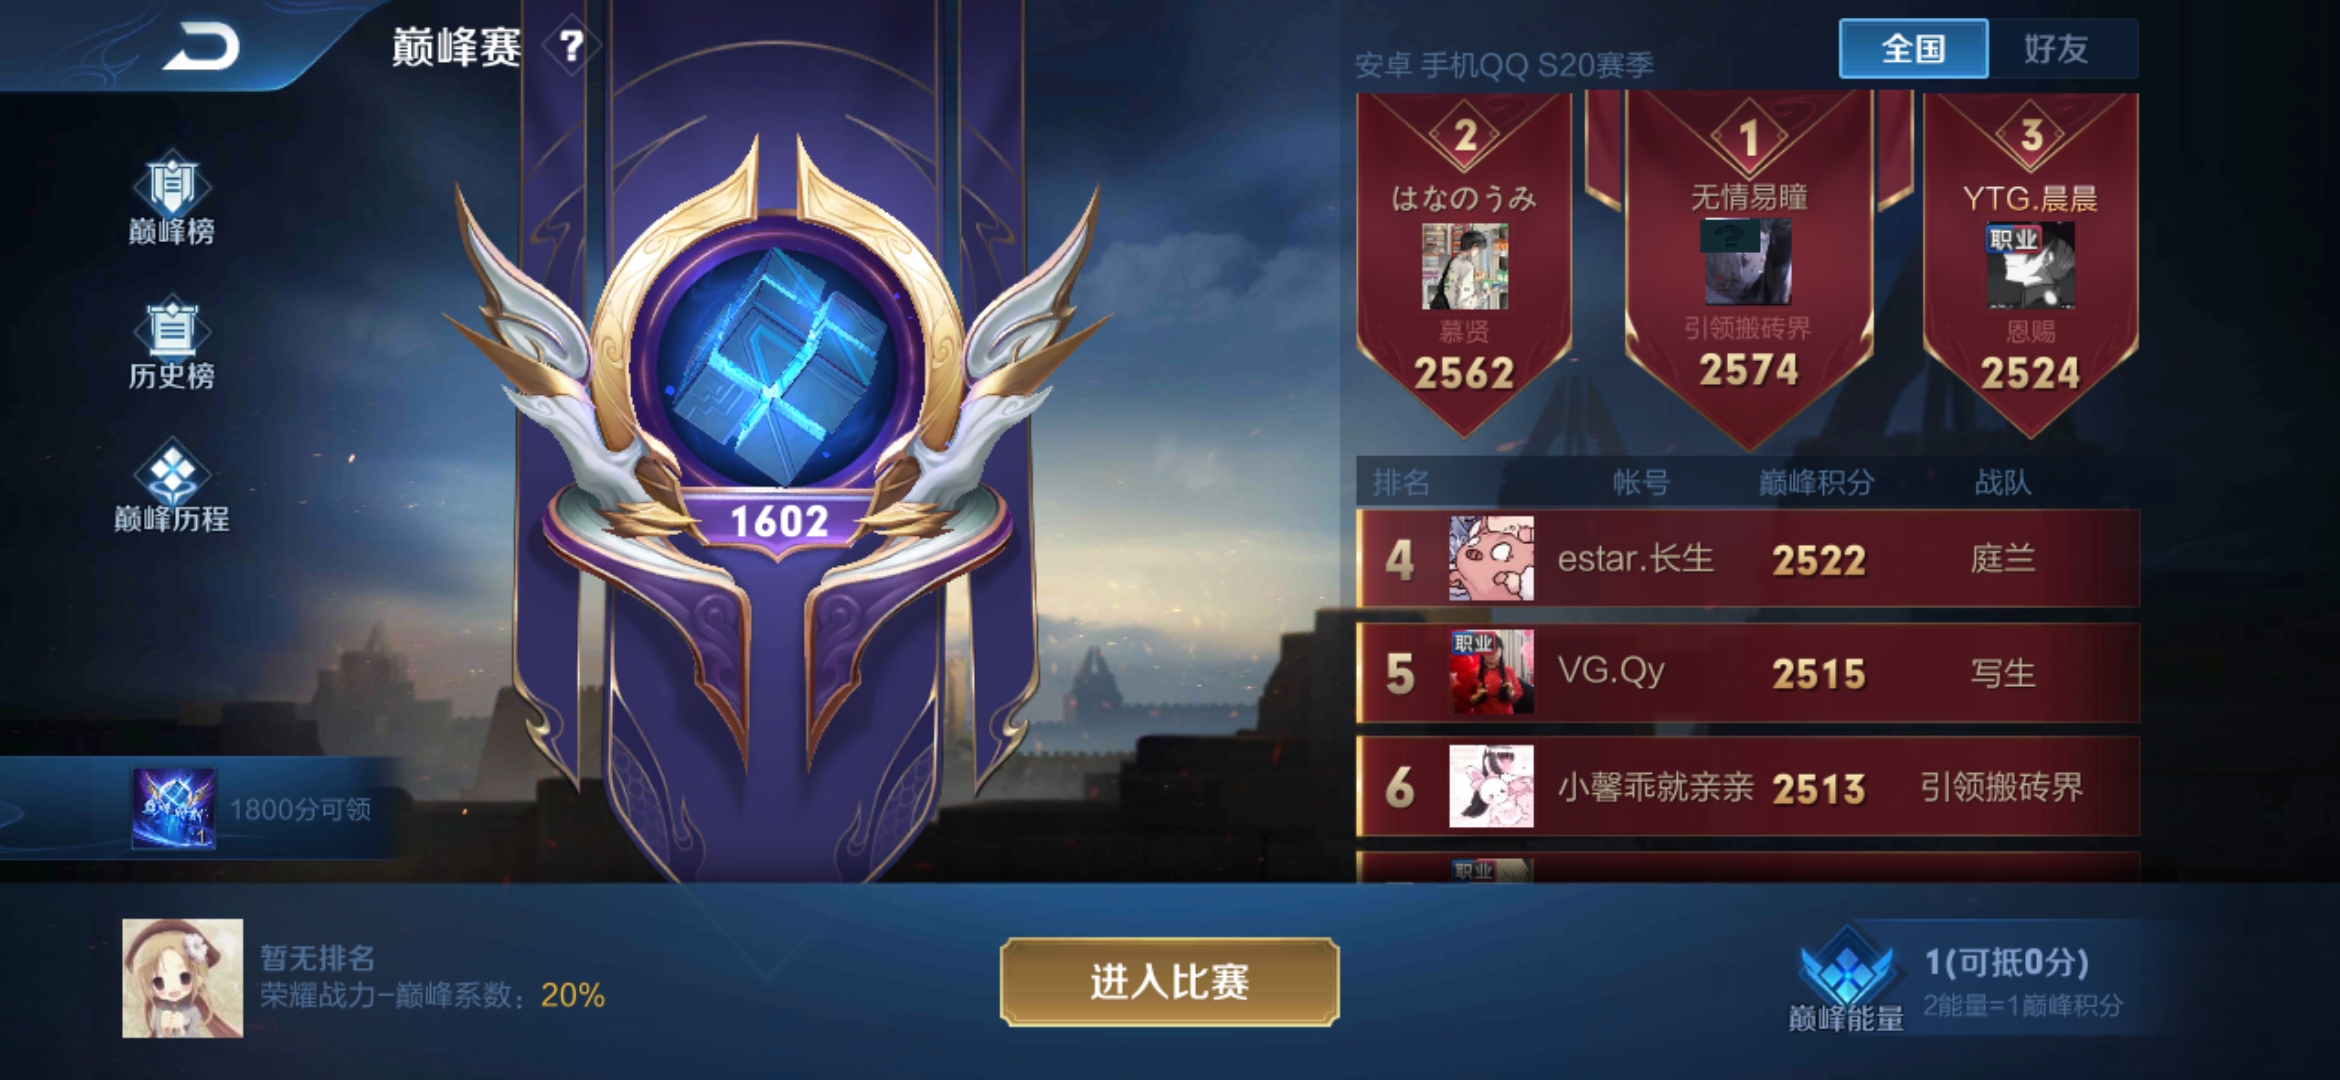 巅峰赛 ?
安卓 手机QQ S20赛季
全国 好友
巅峰榜
历史榜
巅峰历程
1602
1800分可领
1
2
はなのうみ
慕贤
2562
1
无情易瞳
引领搬砖界
2574
3
YTG.晨晨
职业
恩赐
2524
排名 帐号 巅峰积分 战队
4 estar.长生 2522 庭兰
5 职业 VG.Qy 2515 写生
6 小馨乖就亲亲 2513 引领搬砖界
职业
暂无排名
荣耀战力-巅峰系数：20%
进入比赛
巅峰能量
1(可抵0分)
2能量=1巅峰积分